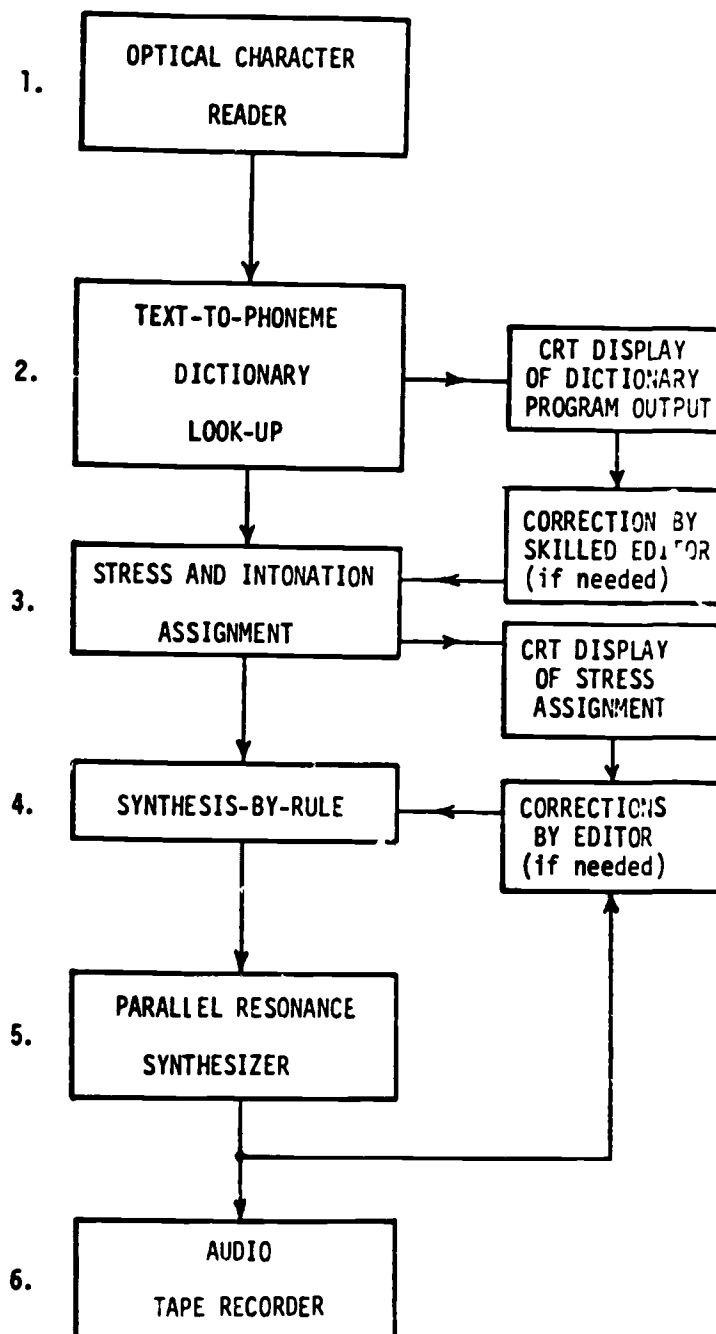 1.
OPTICAL CHARACTER
READER
2.
TEXT-TO-PHONEME
DICTIONARY
LOOK-UP
CRT DISPLAY
OF DICTIONARY
PROGRAM OUTPUT
CORRECTION BY
SKILLED EDITOR
(if needed)
3.
STRESS AND INTONATION
ASSIGNMENT
CRT DISPLAY
OF STRESS
ASSIGNMENT
4.
SYNTHESIS-BY-RULE
CORRECTIONS
BY EDITOR
(if needed)
5.
PARALLEL RESONANCE
SYNTHESIZER
6.
AUDIO
TAPE RECORDER